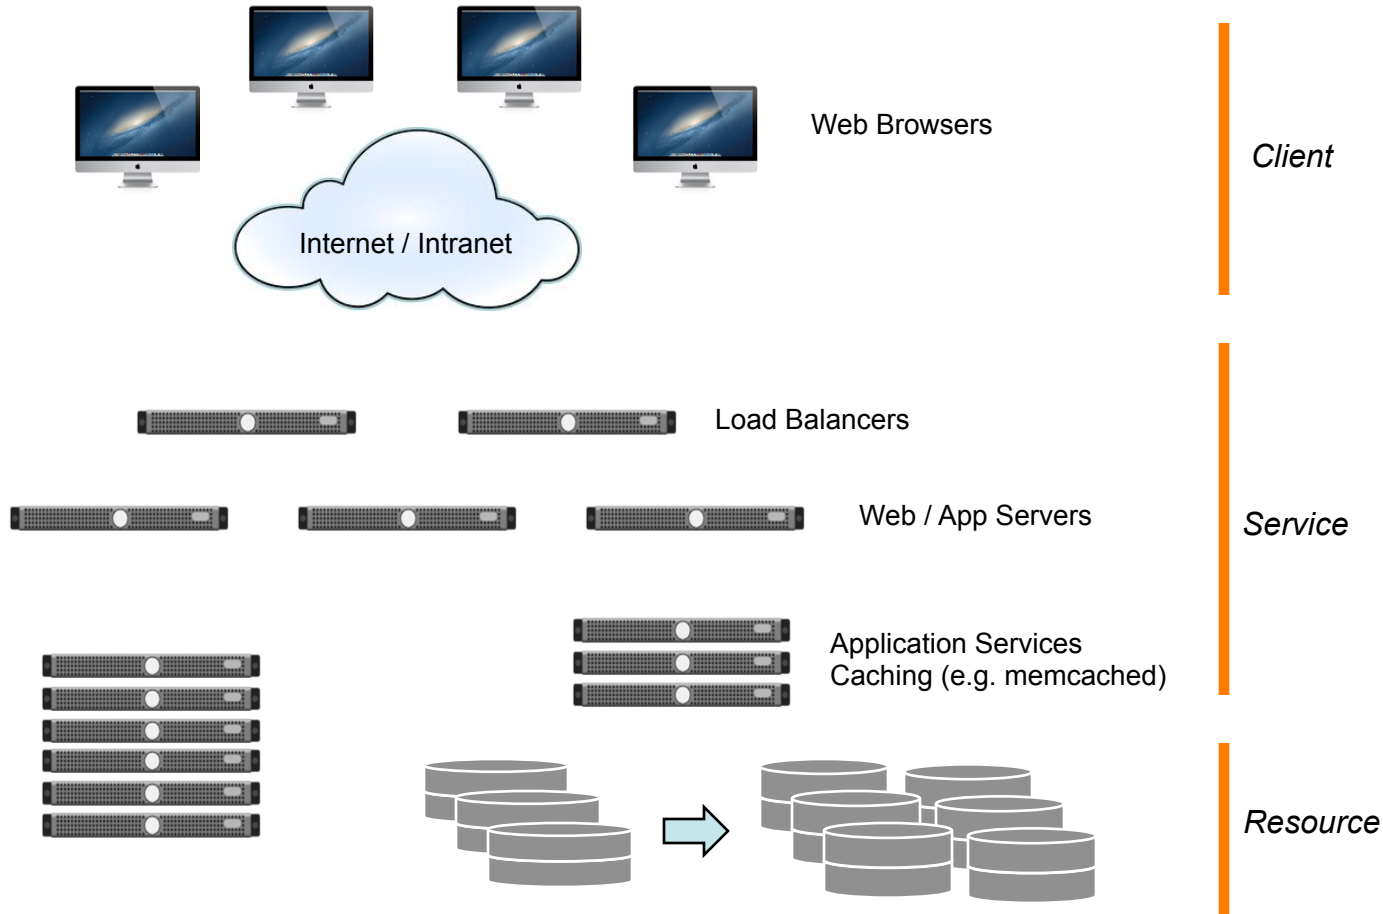 Web Browsers
Client
Internet / Intranet
Load Balancers
Web / App Servers
Service
Application Services
Caching (e.g. memcached)
Resource